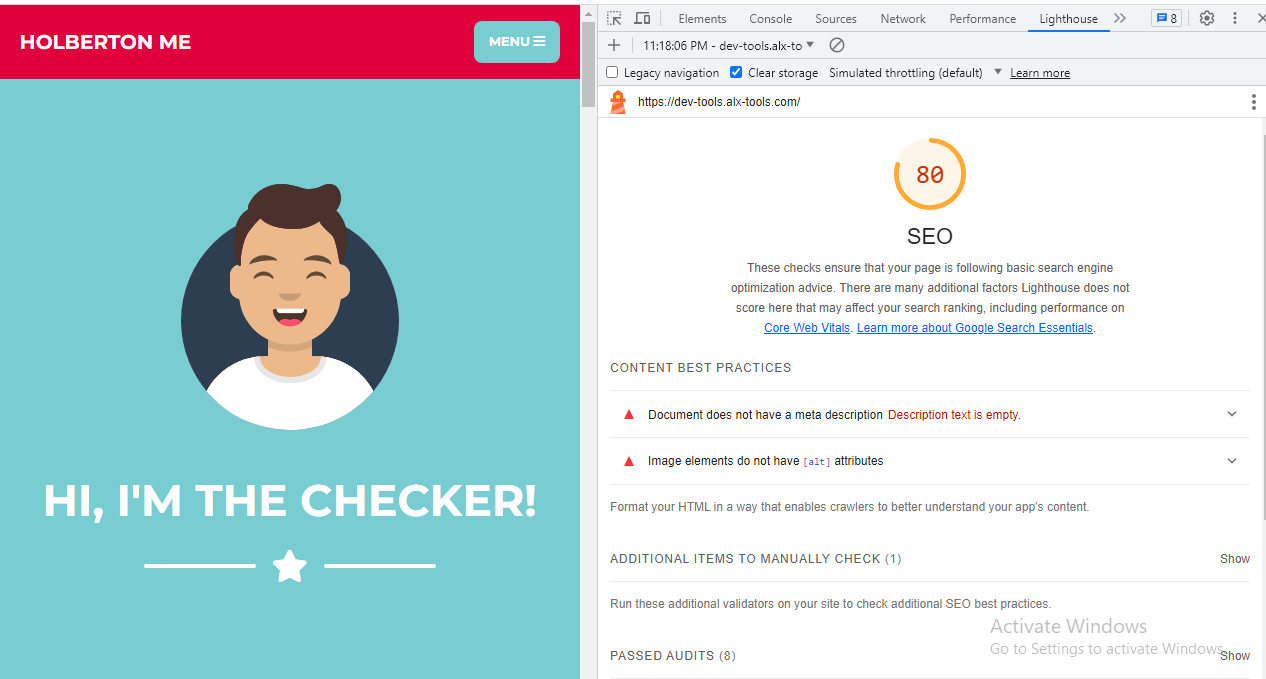 HOLBERTON ME
MENU
HI, I'M THE CHECKER!
Elements Console Sources Network Performance Lighthouse 8
11:18:06 PM - dev-tools.alx-to
Legacy navigation Clear storage Simulated throttling (default) Learn more
https://dev-tools.alx-tools.com/
80
SEO
These checks ensure that your page is following basic search engine
optimization advice. There are many additional factors Lighthouse does not
score here that may affect your search ranking, including performance on
Core Web Vitals. Learn more about Google Search Essentials.
CONTENT BEST PRACTICES
Document does not have a meta description Description text is empty.
Image elements do not have [alt] attributes
Format your HTML in a way that enables crawlers to better understand your app's content.
ADDITIONAL ITEMS TO MANUALLY CHECK (1) Show
Run these additional validators on your site to check additional SEO best practices.
Activate Windows
Go to Settings to activate Windows.
PASSED AUDITS (8) Show